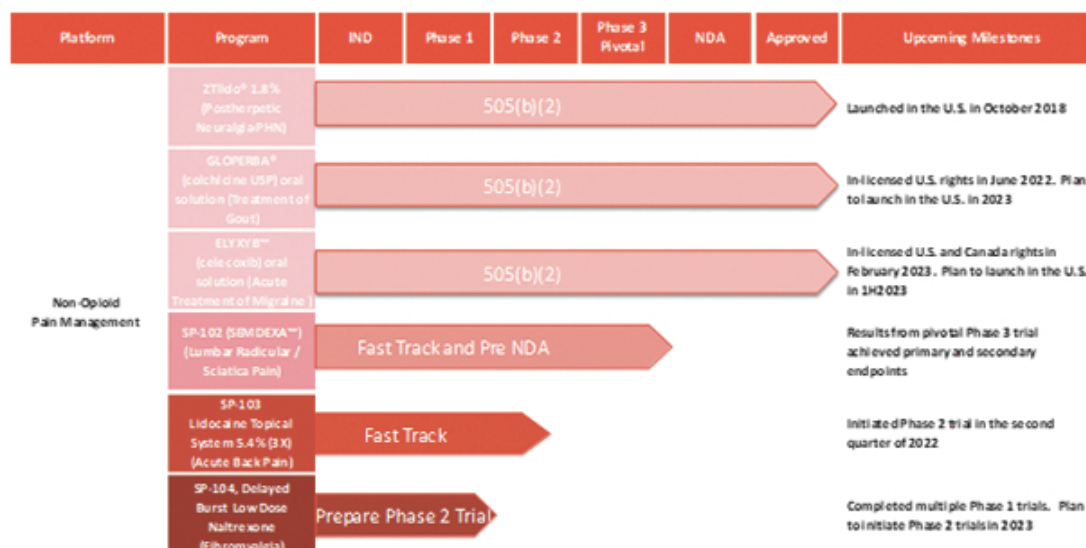 Platform
Program
IND
Phase 1
Phase 2
Phase 3
Pivotal
NDA
Approved
Upcoming Milestones
Non-Opioid
Pain Management
ZTlido® 1.8%
(Postherpetic
Neuralgia PHN)
505(b)(2)
Launched in the U.S. in October 2018
GLOPERBA®
(colchicine USP) oral
solution (Treatment of
Gout)
505(b)(2)
In-licensed U.S. rights in June 2022. Plan
to launch in the U.S. in 2023
ELYXYB™
(celecoxib) oral
solution (Acute
Treatment of Migraine )
505(b)(2)
In-licensed U.S. and Canada rights in
February 2023. Plan to launch in the U.S.
in 1H2023
SP-102 (SEMDEXA™)
(Lumbar Radicular /
Sciatica Pain)
Fast Track and Pre NDA
Results from pivotal Phase 3 trial
achieved primary and secondary
endpoints
SP-103
Lidocaine Topical
System 5.4% (3X)
(Acute Back Pain)
Fast Track
Initiated Phase 2 trial in the second
quarter of 2022
SP-104, Delayed
Burst Low Dose
Naltrexone
(Fibromyalgia)
Prepare Phase 2 Trial
Completed multiple Phase 1 trials. Plan
to initiate Phase 2 trials in 2023